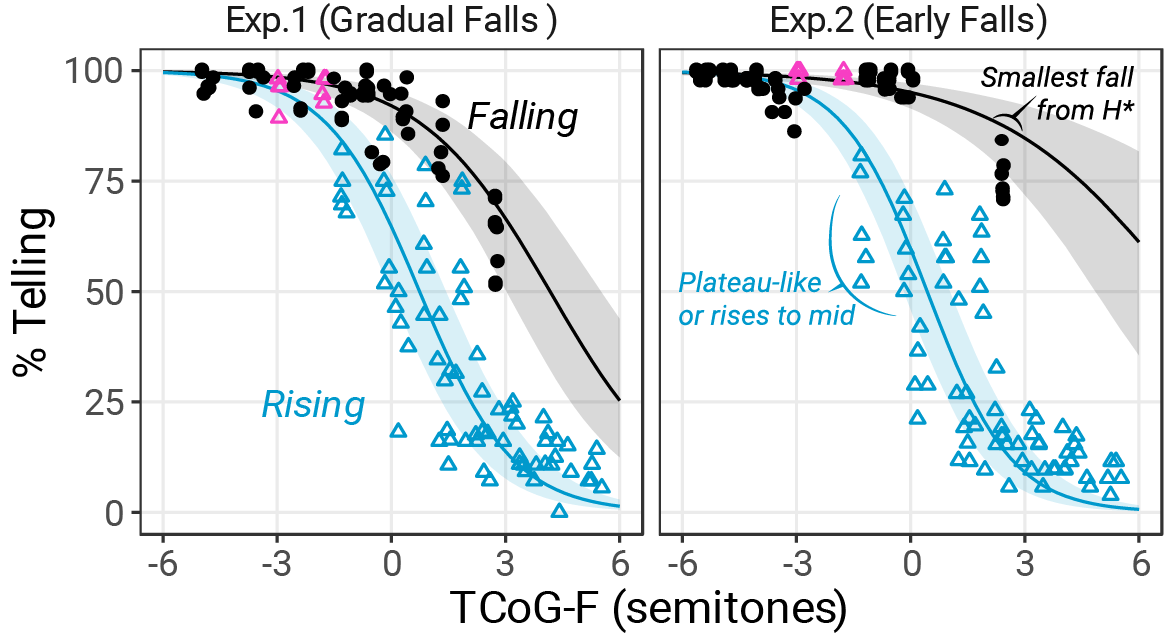 Exp.1 (Gradual Falls )
Exp.2 (Early Falls)
% Telling
100
75
50
25
0
Falling
Rising
Smallest fall
from H*
Plateau-like
or rises to mid
-6 -3 0 3 6
-6 -3 0 3 6
TCoG-F (semitones)